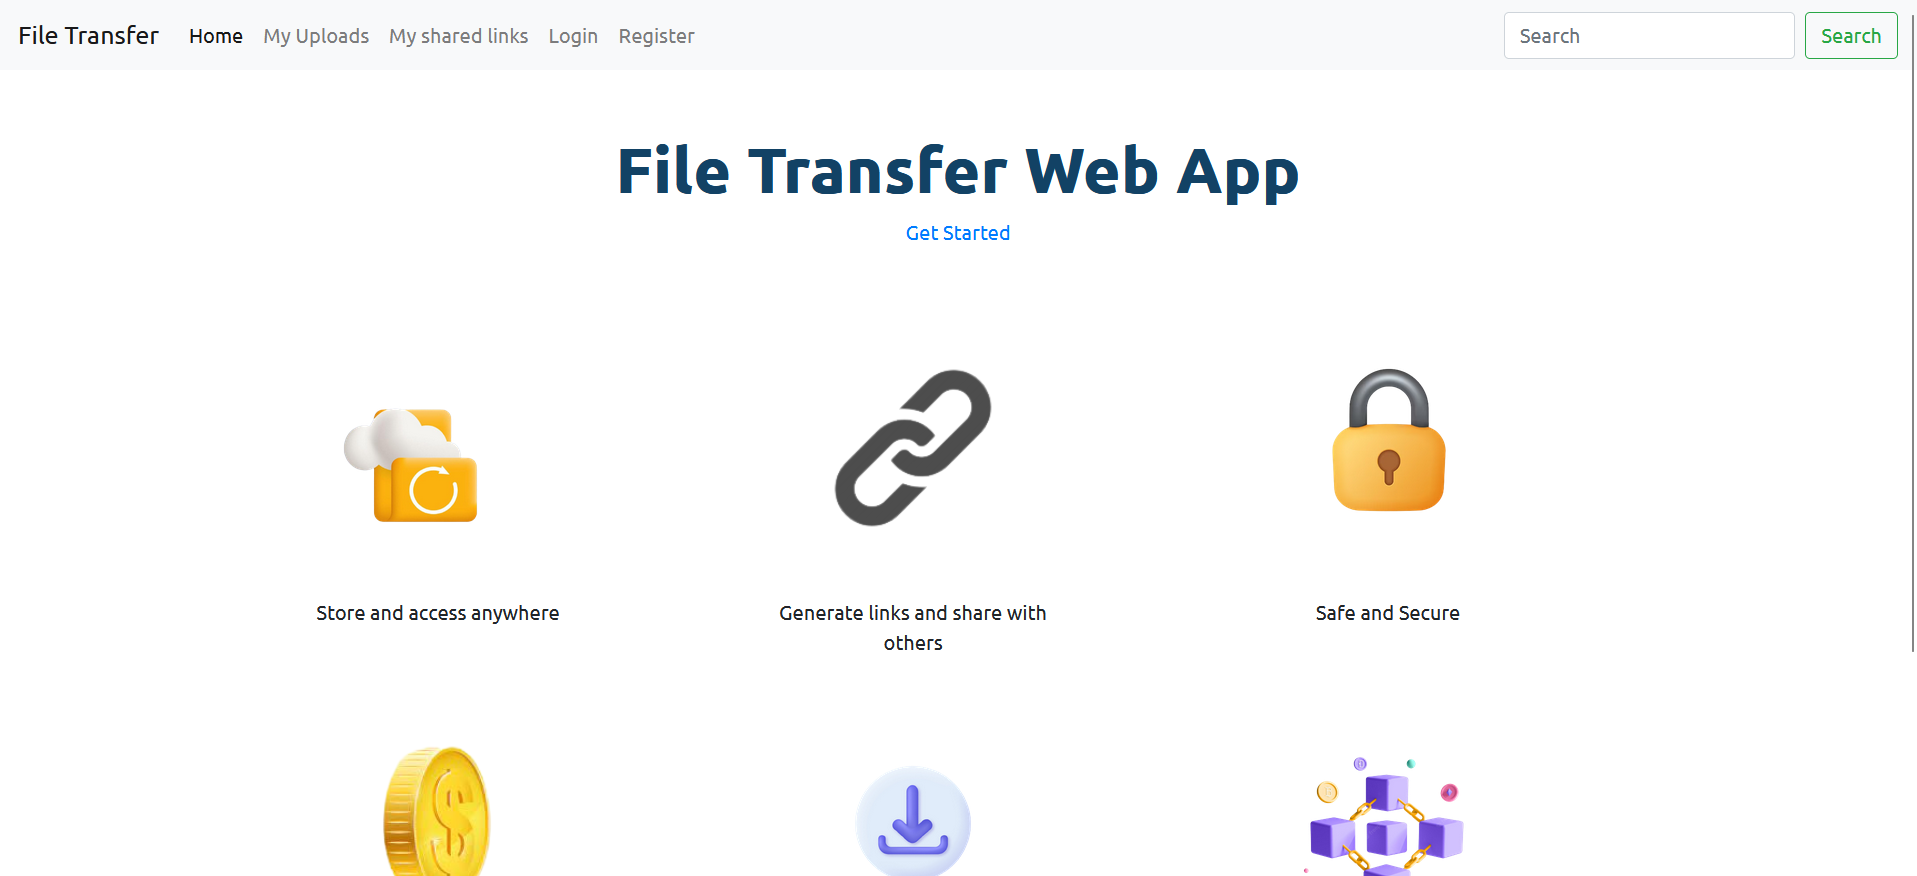 File Transfer Home My Uploads My shared links Login Register Search Search
File Transfer Web App
Get Started
Store and access anywhere
Generate links and share with
others
Safe and Secure